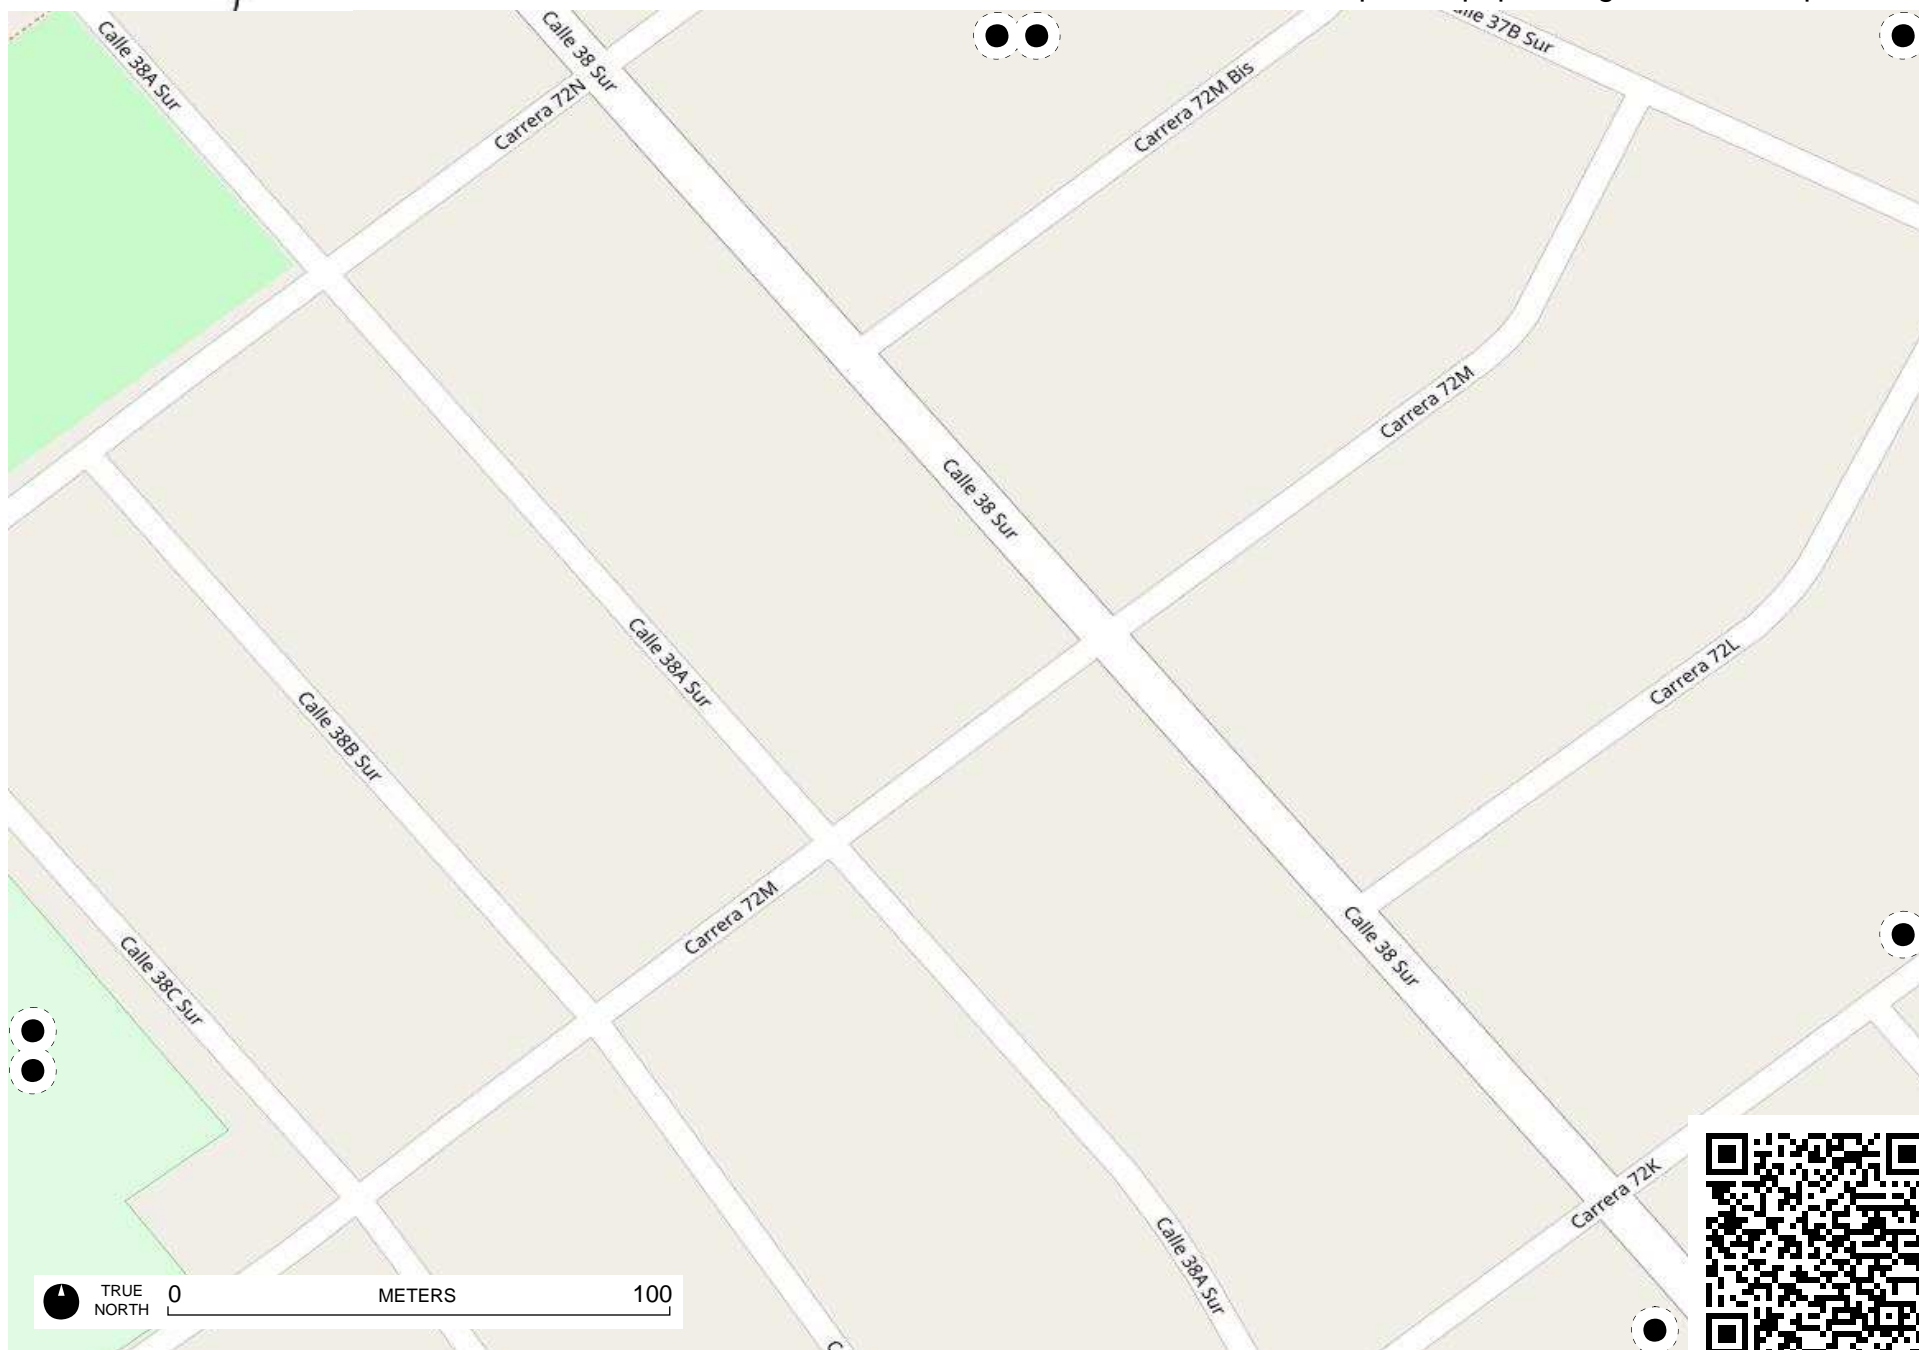 Calle 38A Sur
Calle 38 Sur
Carrera 72N
Carrera 72M Bis
37B Sur
Carrera 72M
Calle 38 Sur
Calle 38A Sur
Carrera 72L
Calle 38B Sur
Carrera 72M
Calle 38 Sur
Calle 38C Sur
Carrera 72K
Calle 38A Sur
TRUE
NORTH
0 METERS 100